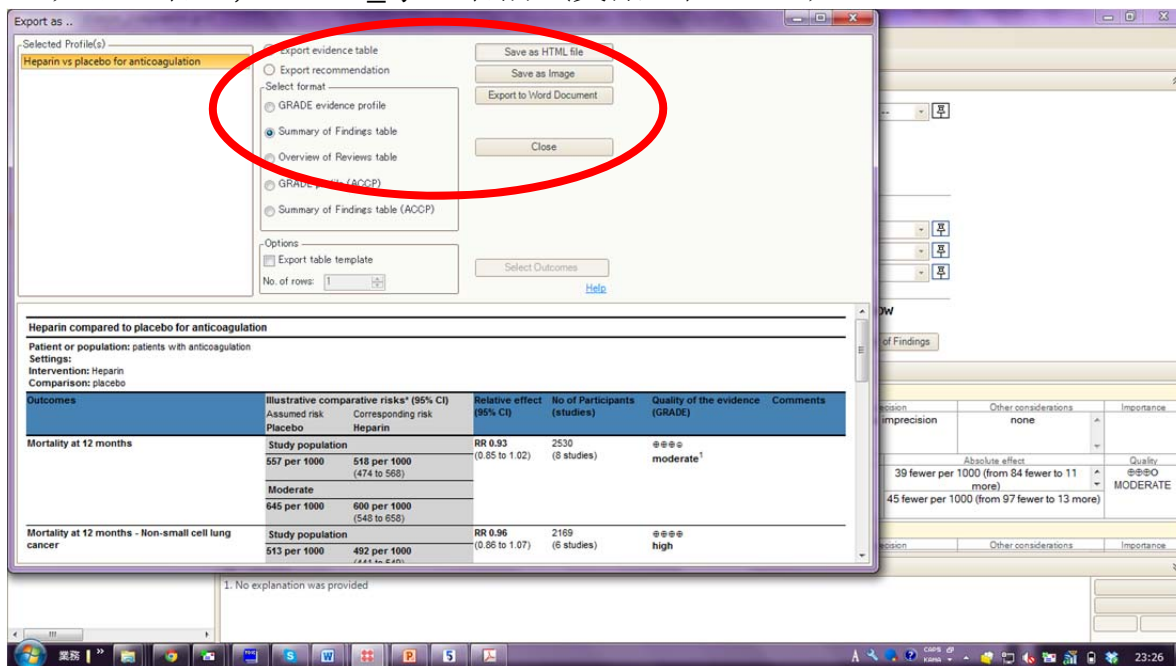 Export as ..
Selected Profile(s)
Heparin vs placebo for anticoagulation
Export evidence table
Export recommendation
Select format
GRADE evidence profile
Summary of Findings table
Overview of Reviews table
(ACCP)
Summary of Findings table (ACCP)
Options
Export table template
No. of rows: 1
Save as HTML file
Save as Image
Export to Word Document
Close
Select Outcomes
Help
Heparin compared to placebo for anticoagulation
Patient or population: patients with anticoagulation
Settings:
Intervention: Heparin
Comparison: placebo
Outcomes Illustrative comparative risks* (95% CI) Relative effect No of Participants Quality of the evidence Comments
Assumed risk Corresponding risk (95% CI) (studies) (GRADE)
Placebo Heparin
Mortality at 12 months Study population RR 0.93 2530 ⊕⊕⊕⊝
557 per 1000 518 per 1000 (0.85 to 1.02) (8 studies) moderate1
(474 to 568)
Moderate
645 per 1000 600 per 1000
(548 to 658)
Mortality at 12 months - Non-small cell lung Study population RR 0.96 2169 ⊕⊕⊕⊕
cancer 513 per 1000 492 per 1000 (0.86 to 1.07) (6 studies) high
of Findings
Other considerations Importance
imprecision none
Absolute effect Quality
39 fewer per 1000 (from 84 fewer to 11 more) ⊕⊕⊕O
MODERATE
45 fewer per 1000 (from 97 fewer to 13 more)
Other considerations Importance
1. No explanation was provided
業務
CAPS
KANA
23:26